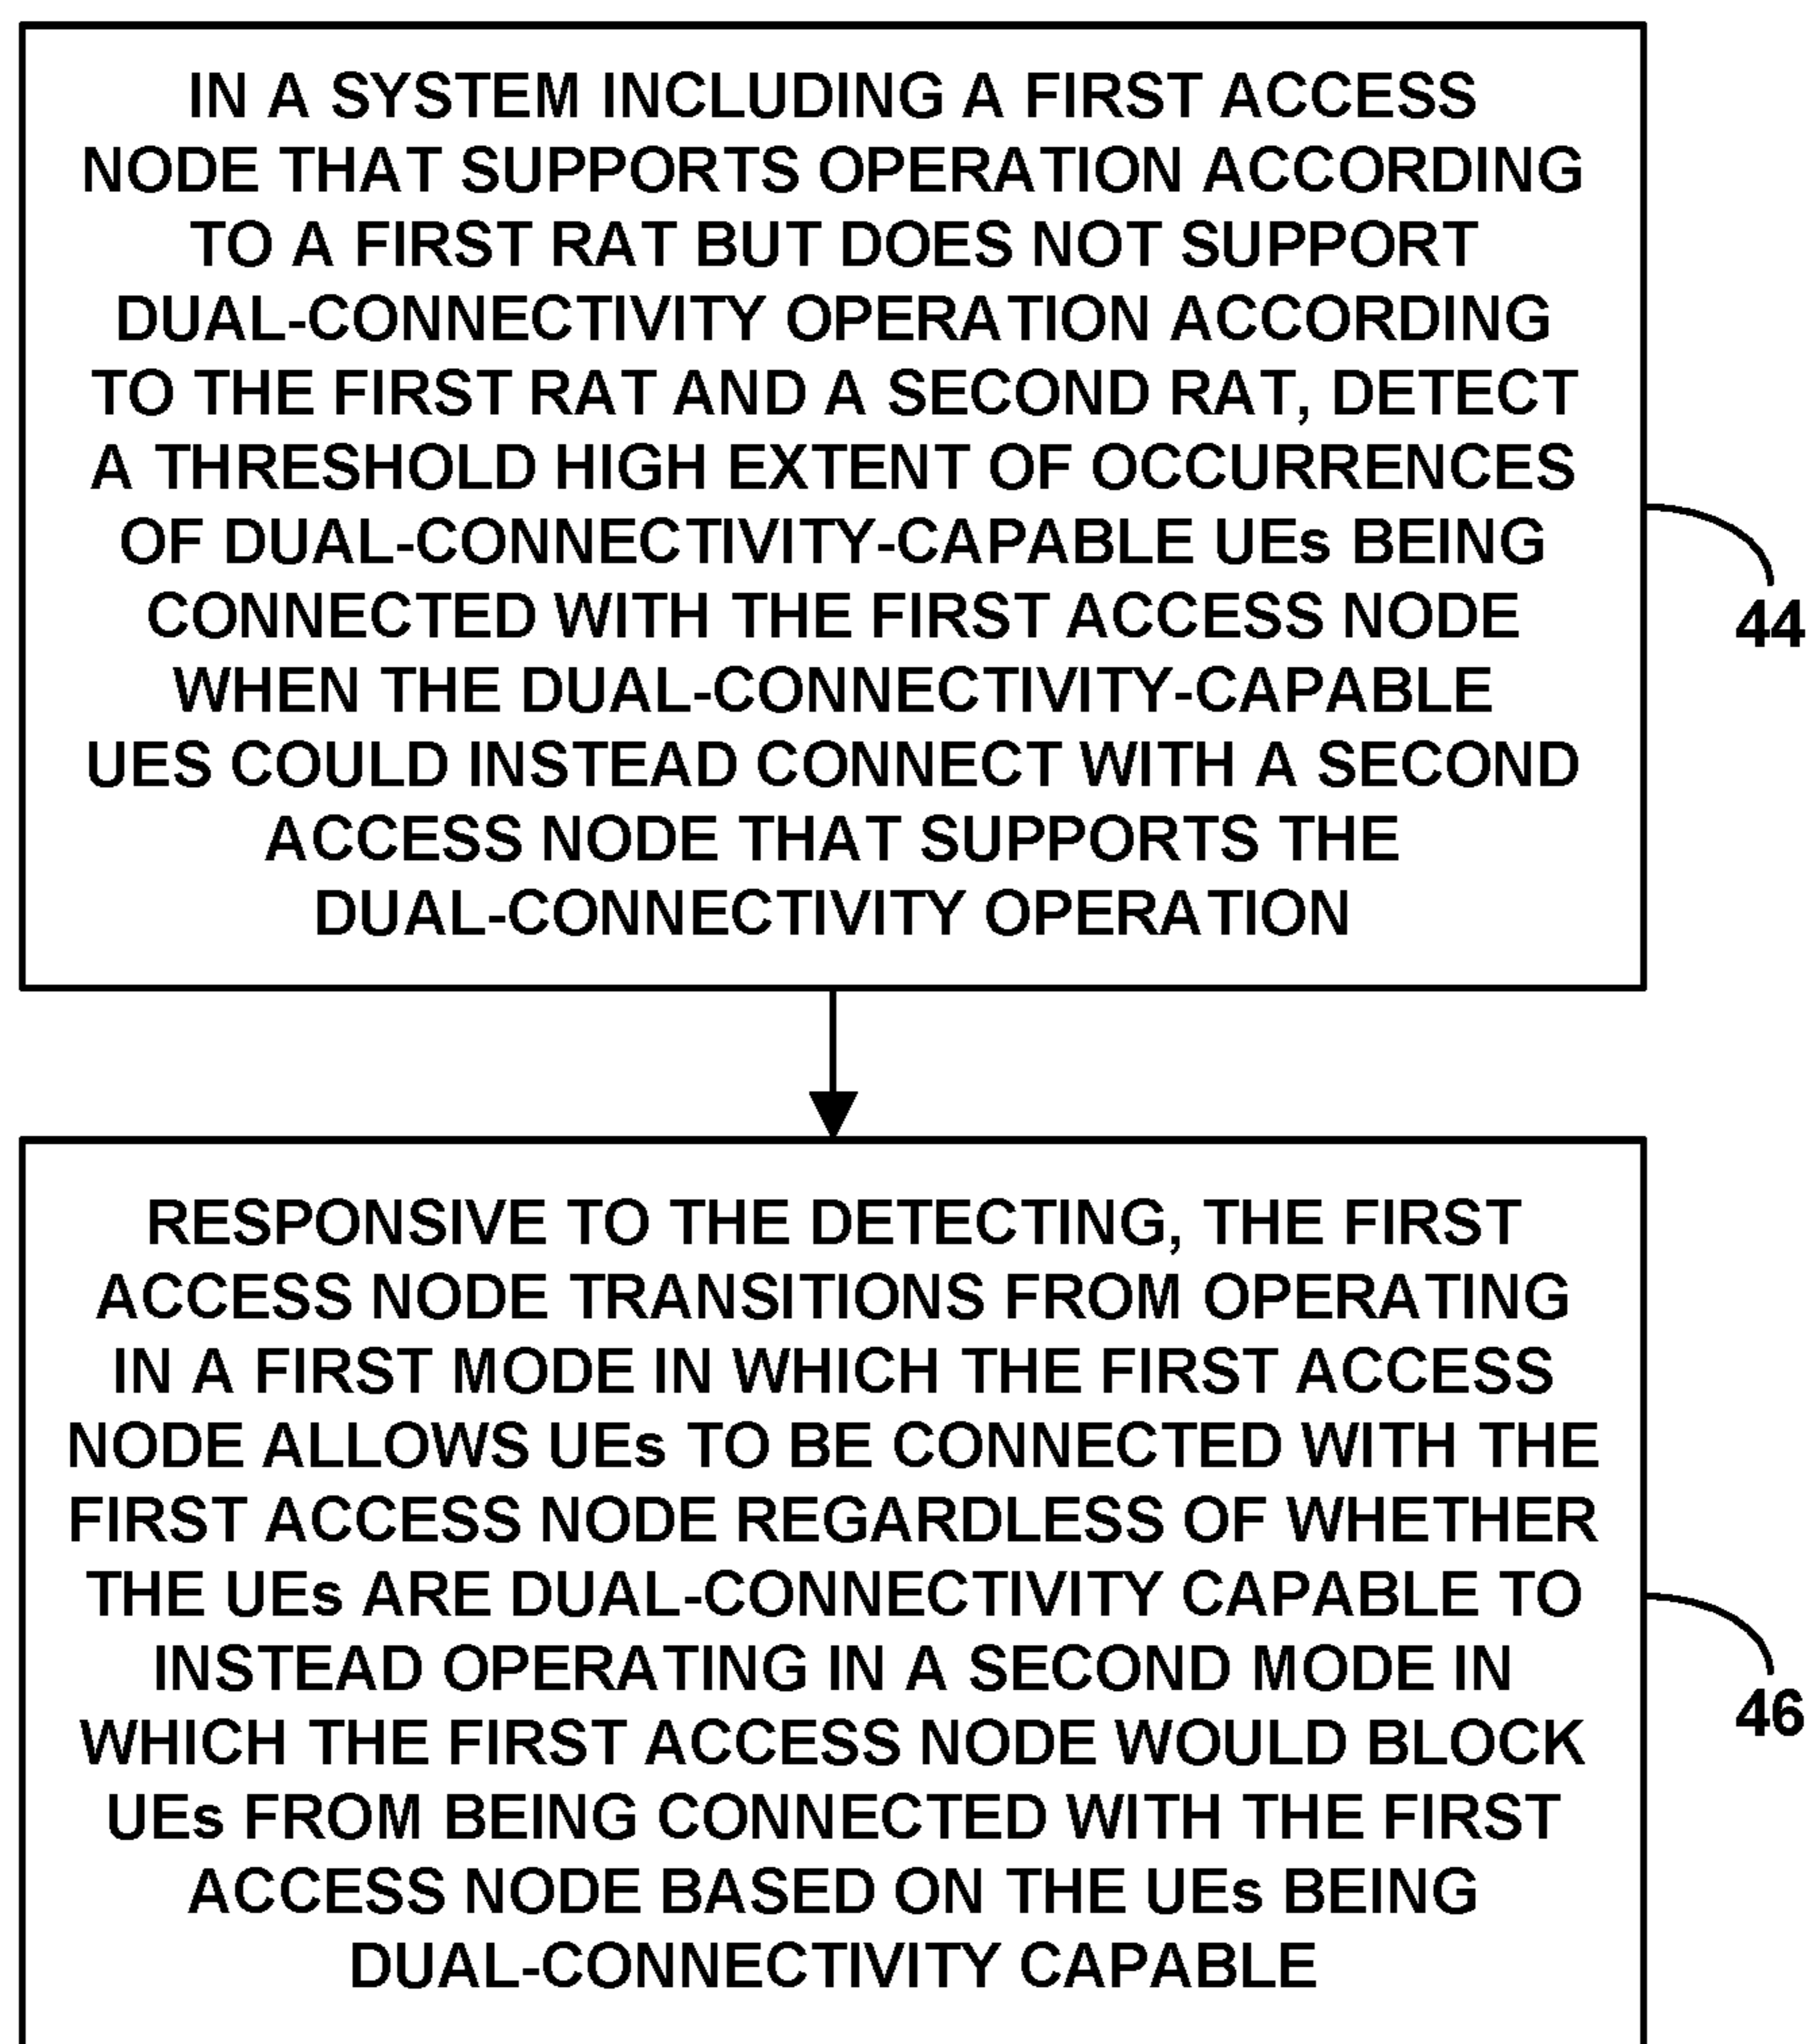 IN A SYSTEM INCLUDING A FIRST ACCESS
NODE THAT SUPPORTS OPERATION ACCORDING
TO A FIRST RAT BUT DOES NOT SUPPORT
DUAL-CONNECTIVITY OPERATION ACCORDING
TO THE FIRST RAT AND A SECOND RAT, DETECT
A THRESHOLD HIGH EXTENT OF OCCURRENCES
OF DUAL-CONNECTIVITY-CAPABLE UEs BEING
CONNECTED WITH THE FIRST ACCESS NODE
WHEN THE DUAL-CONNECTIVITY-CAPABLE
UES COULD INSTEAD CONNECT WITH A SECOND
ACCESS NODE THAT SUPPORTS THE
DUAL-CONNECTIVITY OPERATION
44
RESPONSIVE TO THE DETECTING, THE FIRST
ACCESS NODE TRANSITIONS FROM OPERATING
IN A FIRST MODE IN WHICH THE FIRST ACCESS
NODE ALLOWS UEs TO BE CONNECTED WITH THE
FIRST ACCESS NODE REGARDLESS OF WHETHER
THE UEs ARE DUAL-CONNECTIVITY CAPABLE TO
INSTEAD OPERATING IN A SECOND MODE IN
WHICH THE FIRST ACCESS NODE WOULD BLOCK
UEs FROM BEING CONNECTED WITH THE FIRST
ACCESS NODE BASED ON THE UEs BEING
DUAL-CONNECTIVITY CAPABLE
46